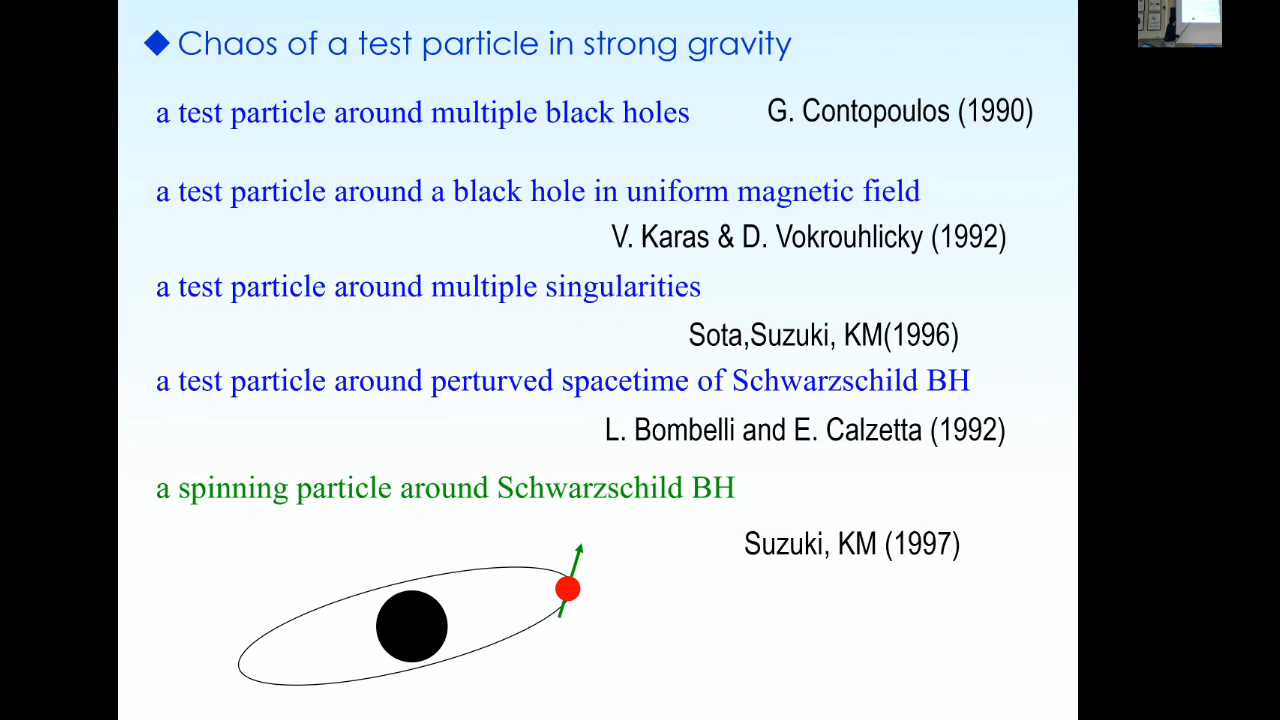 Chaos of a test particle in strong gravity
a test particle around multiple black holes G. Contopoulos (1990)
a test particle around a black hole in uniform magnetic field
V. Karas & D. Vokrouhlicky (1992)
a test particle around multiple singularities
Sota,Suzuki, KM(1996)
a test particle around perturved spacetime of Schwarzschild BH
L. Bombelli and E. Calzetta (1992)
a spinning particle around Schwarzschild BH
Suzuki, KM (1997)